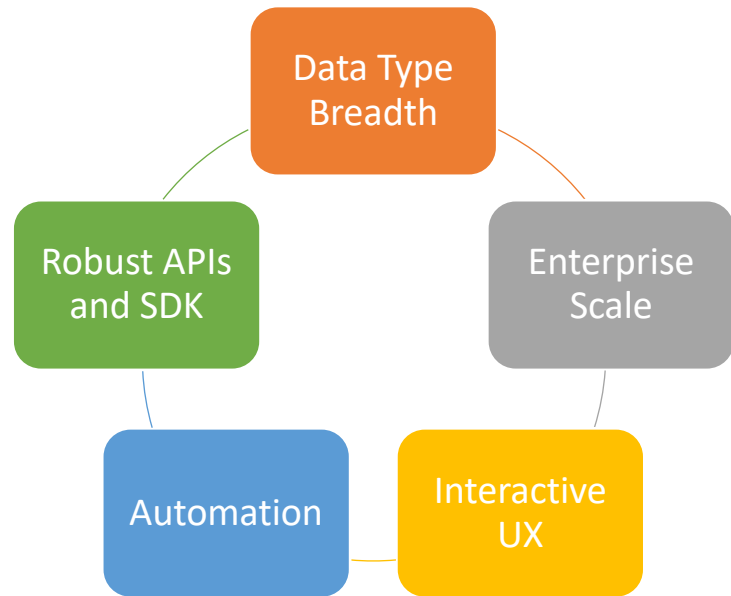 Data Type
Breadth
Enterprise
Scale
Interactive
UX
Automation
Robust APIs
and SDK